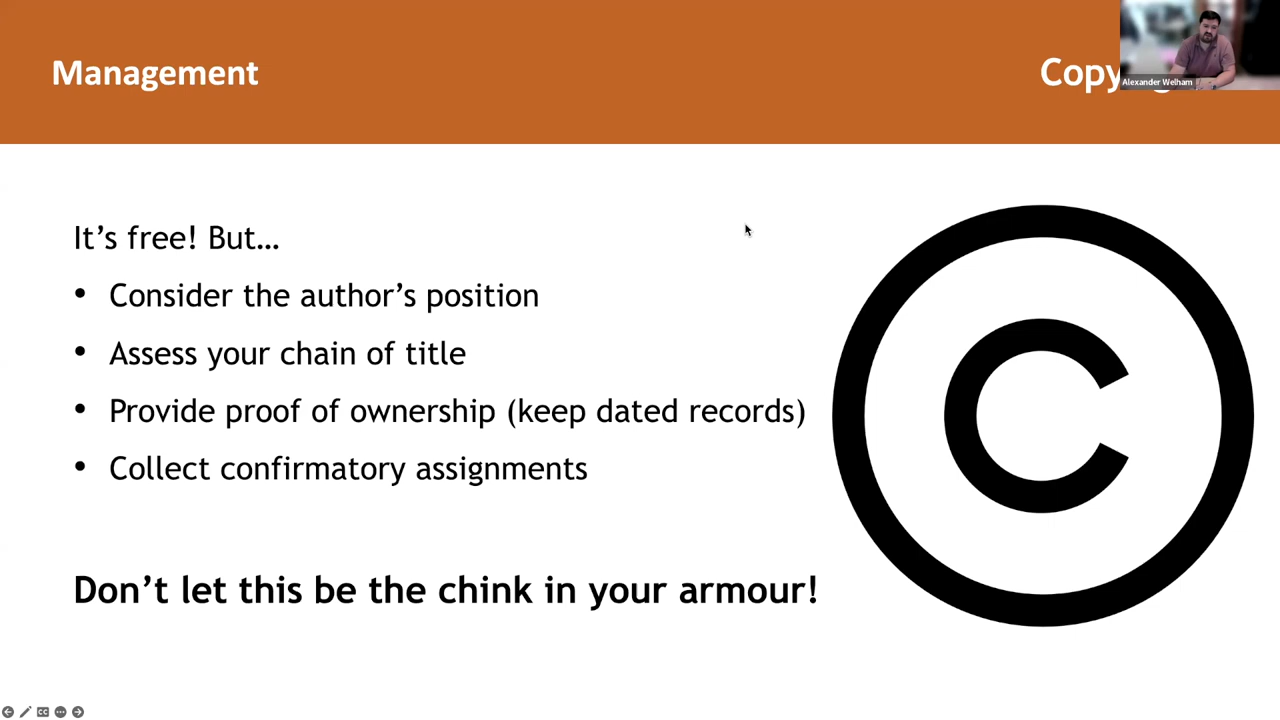 Management
Alexander Welham
It’s free! But…
• Consider the author’s position
• Assess your chain of title
• Provide proof of ownership (keep dated records)
• Collect confirmatory assignments
Don’t let this be the chink in your armour!
CC